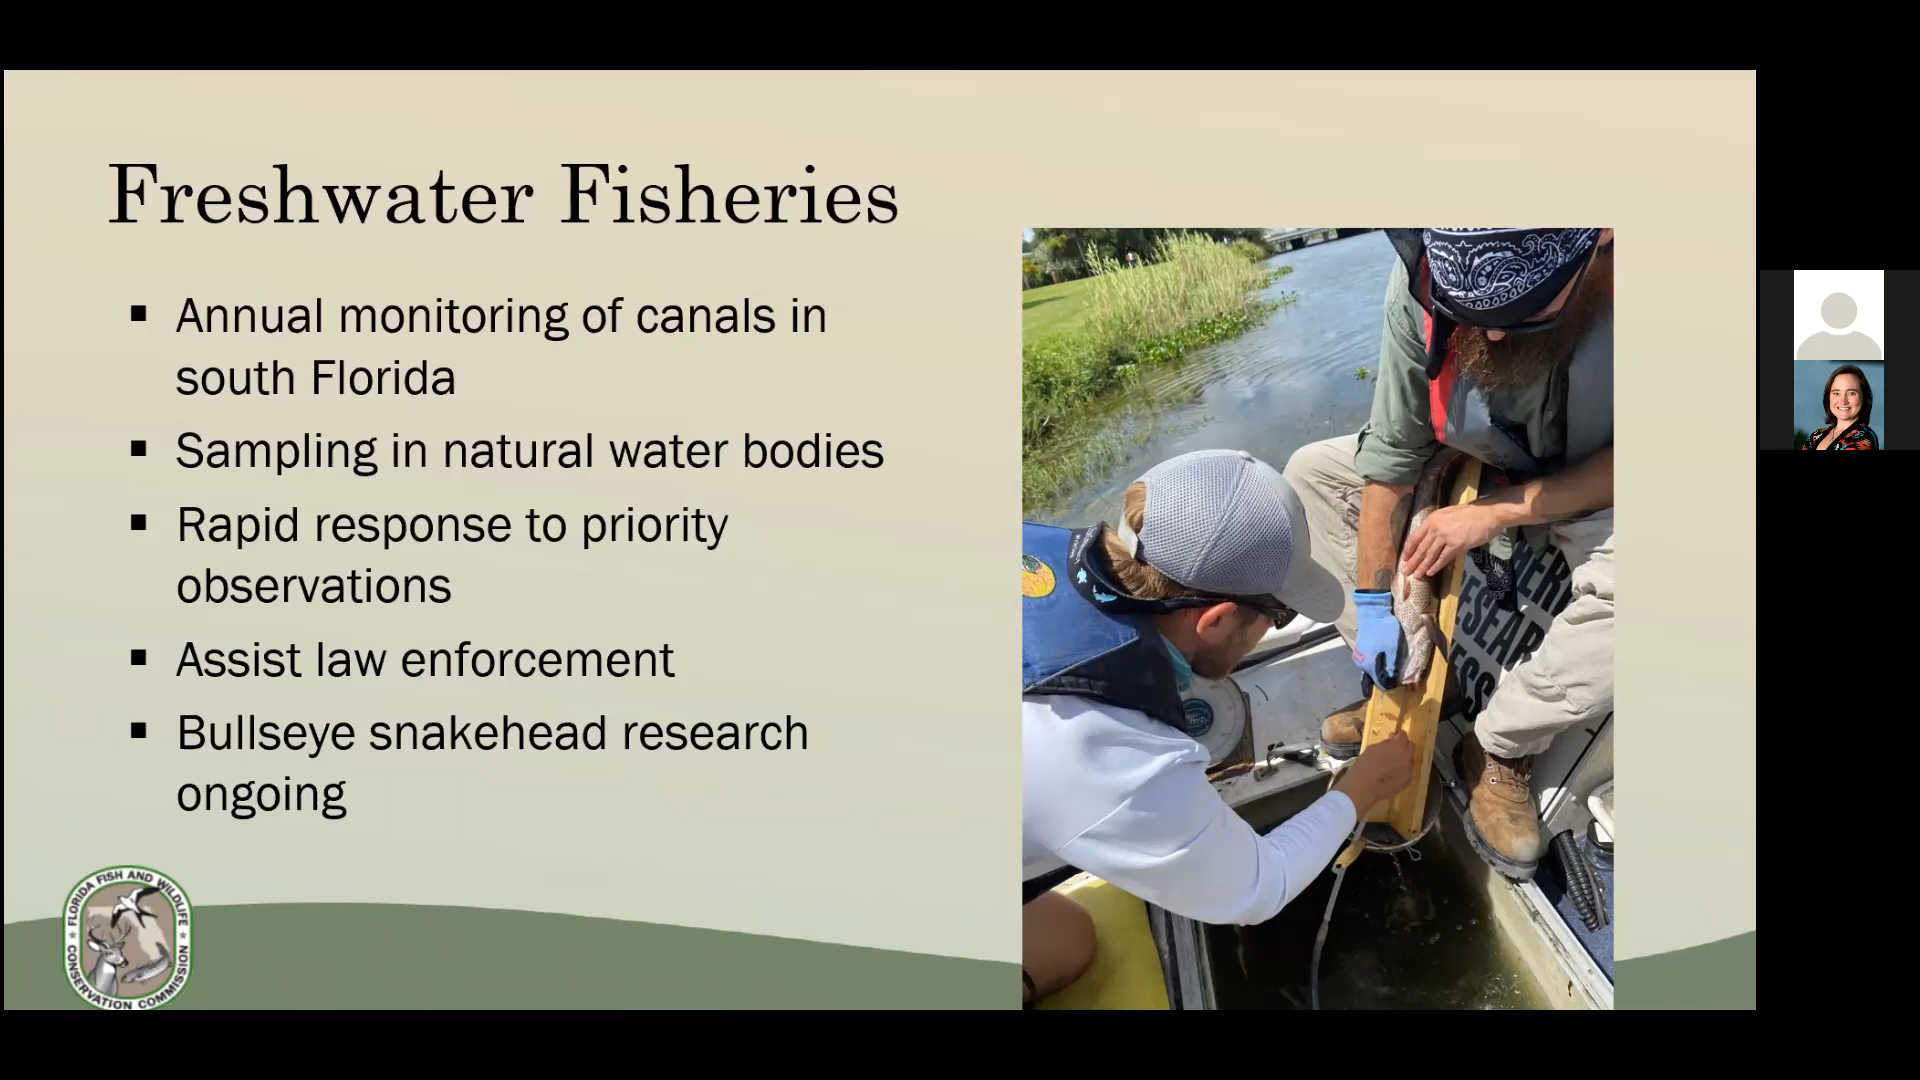 Freshwater Fisheries
▪ Annual monitoring of canals in
south Florida
▪ Sampling in natural water bodies
▪ Rapid response to priority
observations
▪ Assist law enforcement
▪ Bullseye snakehead research
ongoing
FLORIDA FISH AND WILDLIFE
CONSERVATION COMMISSION